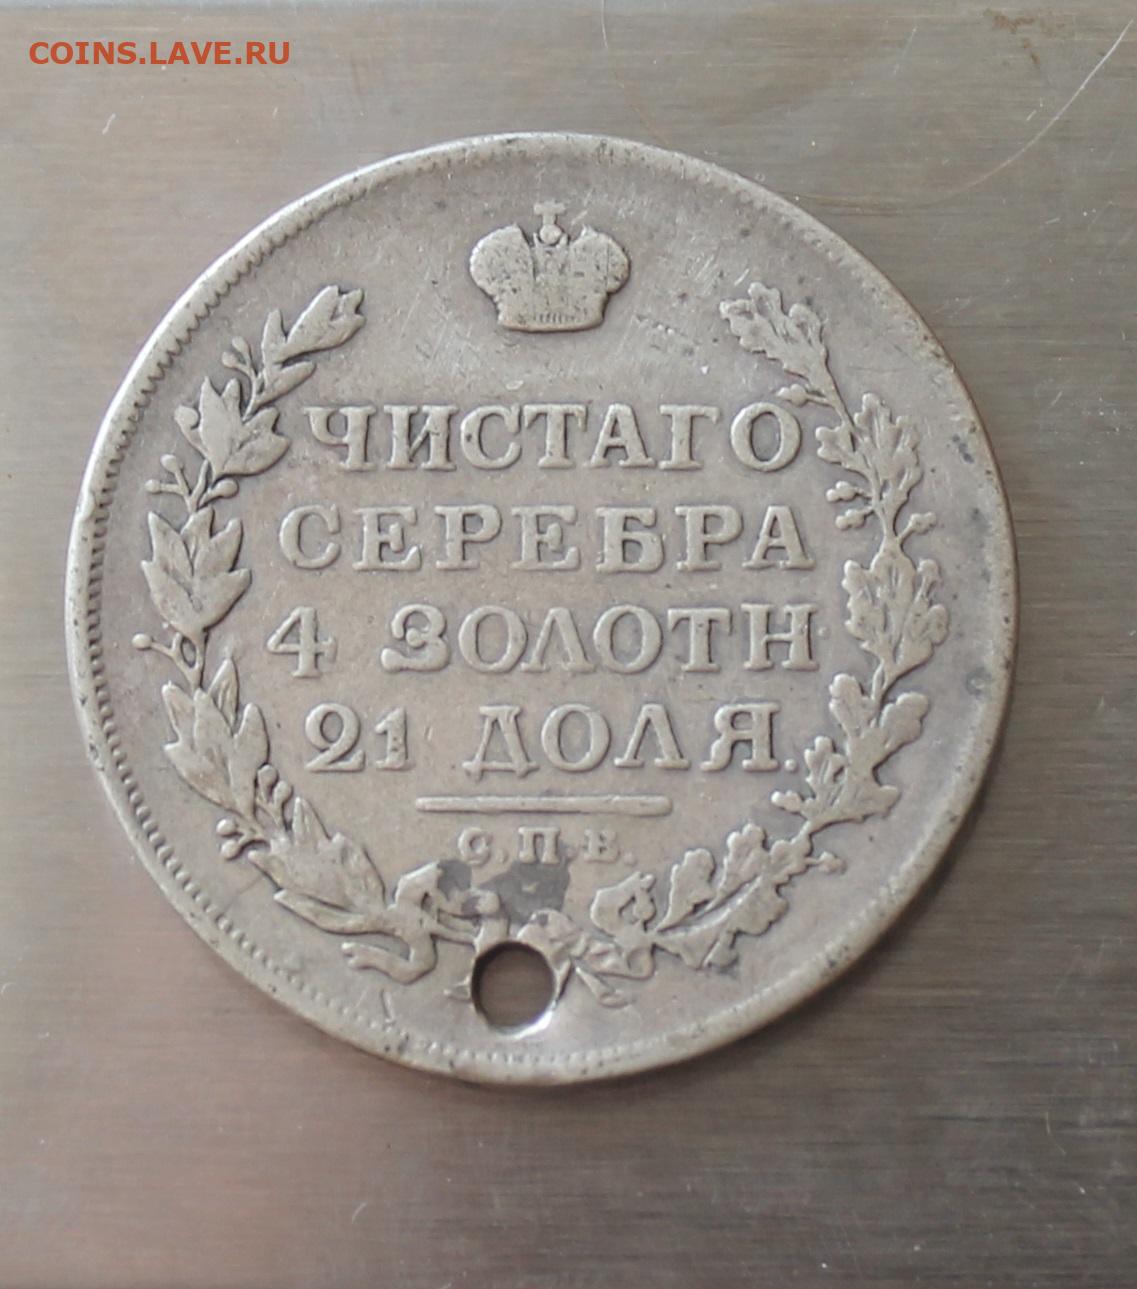 COINS.LAVE.RU
ЧИСТАГО
СЕРЕБРА
4 ЗОЛОТН
21 ДОЛЯ.
С.П.Б.